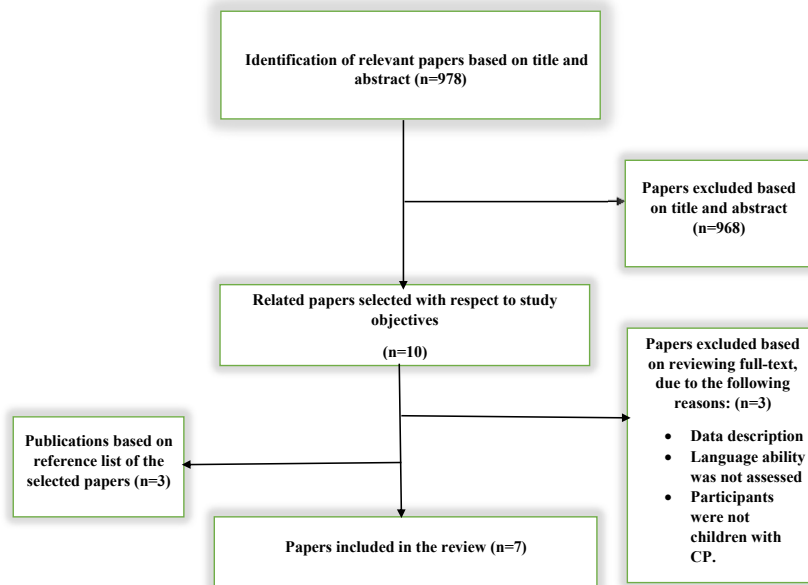 Identification of relevant papers based on title and
abstract (n=978)
Papers excluded based
on title and abstract
(n=968)
Related papers selected with respect to study
objectives
(n=10)
Papers excluded based
on reviewing full-text,
due to the following
reasons: (n=3)
• Data description
• Language ability
was not assessed
• Participants
were not
children with
CP.
Publications based on
reference list of the
selected papers (n=3)
Papers included in the review (n=7)